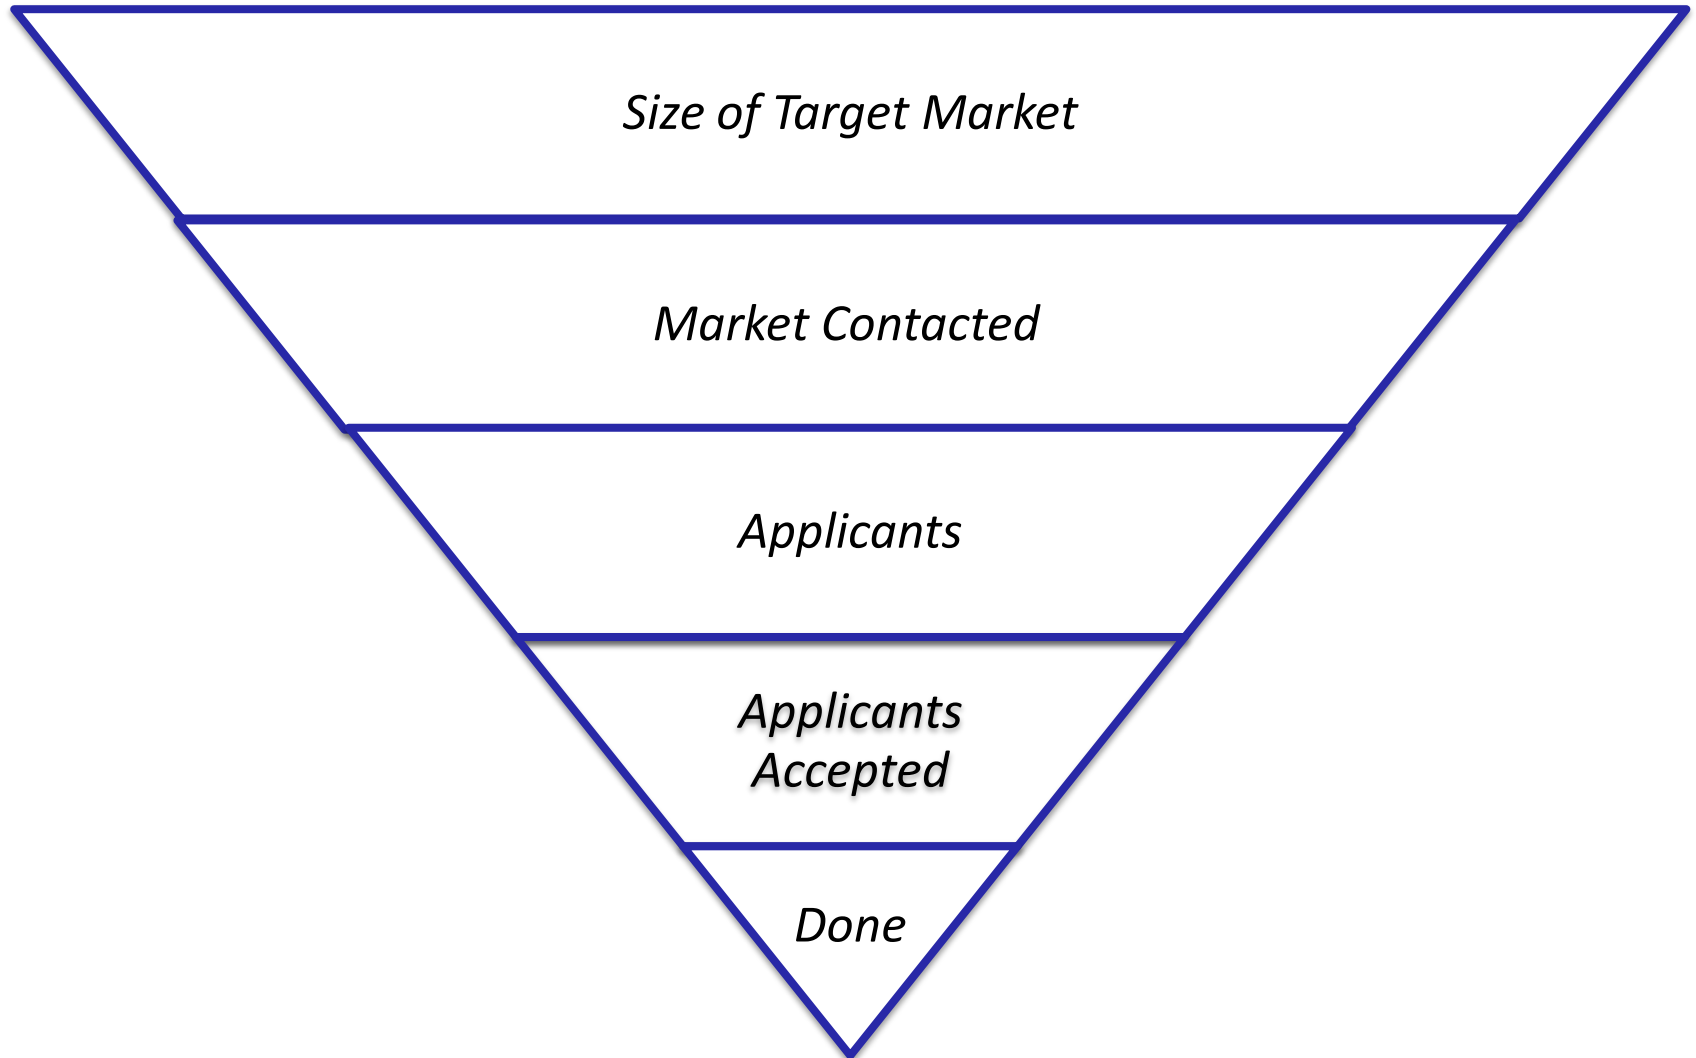 Size of Target Market
Market Contacted
Applicants
Applicants
Accepted
Done